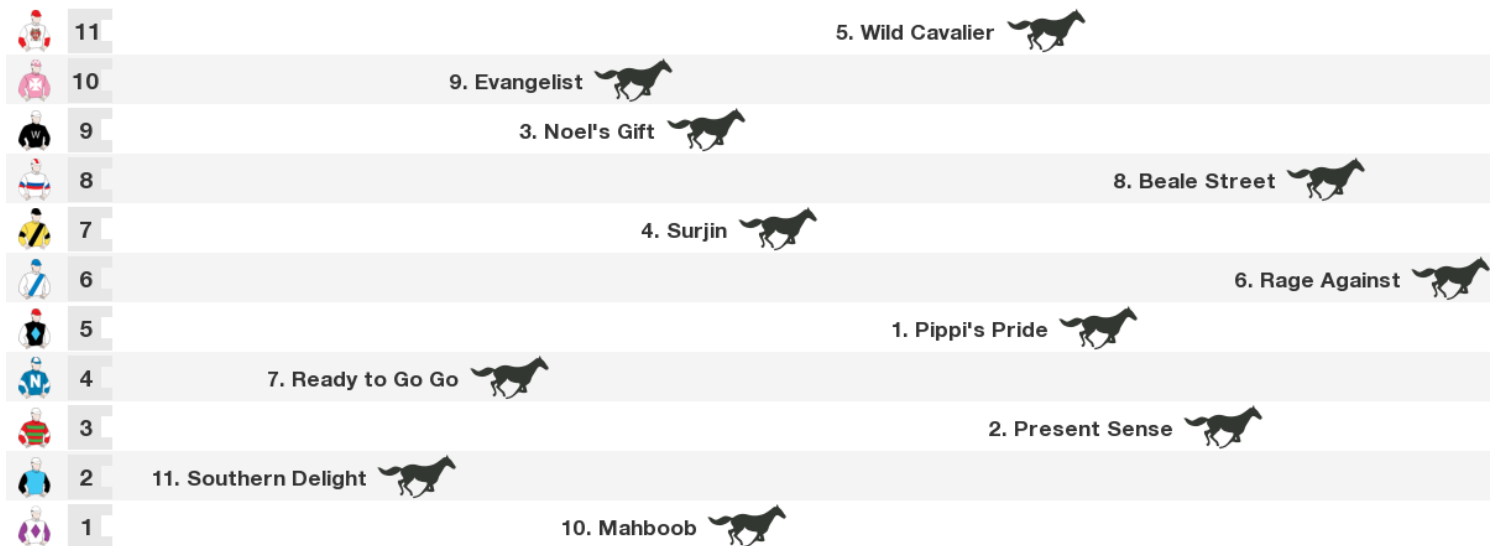 11 5. Wild Cavalier
10 9. Evangelist
W 9 3. Noel's Gift
8 8. Beale Street
7 4. Surjin
6 6. Rage Against
5 1. Pippi's Pride
N 4 7. Ready to Go Go
3 2. Present Sense
2 11. Southern Delight
1 10. Mahboob